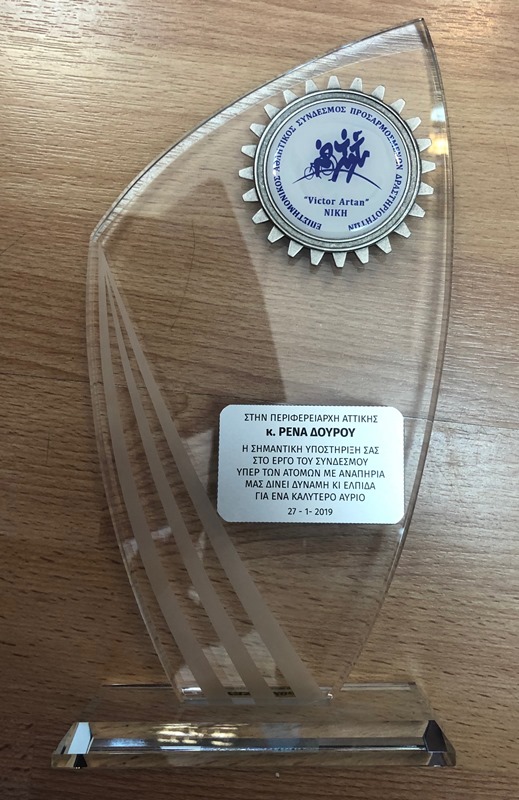 ΕΠΙΣΤΗΜΟΝΙΚΟΣ ΑΘΛΗΤΙΚΟΣ ΣΥΝΔΕΣΜΟΣ ΠΡΟΣΑΡΜΟΣΜΕΝΩΝ ΔΡΑΣΤΗΡΙΟΤΗΤΩΝ
"Victor Artan"
ΝΙΚΗ
ΣΤΗΝ ΠΕΡΙΦΕΡΕΙΑΡΧΗ ΑΤΤΙΚΗΣ
κ. ΡΕΝΑ ΔΟΥΡΟΥ
Η ΣΗΜΑΝΤΙΚΗ ΥΠΟΣΤΗΡΙΞΗ ΣΑΣ
ΣΤΟ ΕΡΓΟ ΤΟΥ ΣΥΝΔΕΣΜΟΥ
ΥΠΕΡ ΤΩΝ ΑΤΟΜΩΝ ΜΕ ΑΝΑΠΗΡΙΑ
ΜΑΣ ΔΙΝΕΙ ΔΥΝΑΜΗ ΚΙ ΕΛΠΙΔΑ
ΓΙΑ ΕΝΑ ΚΑΛΥΤΕΡΟ ΑΥΡΙΟ
27 - 1- 2019